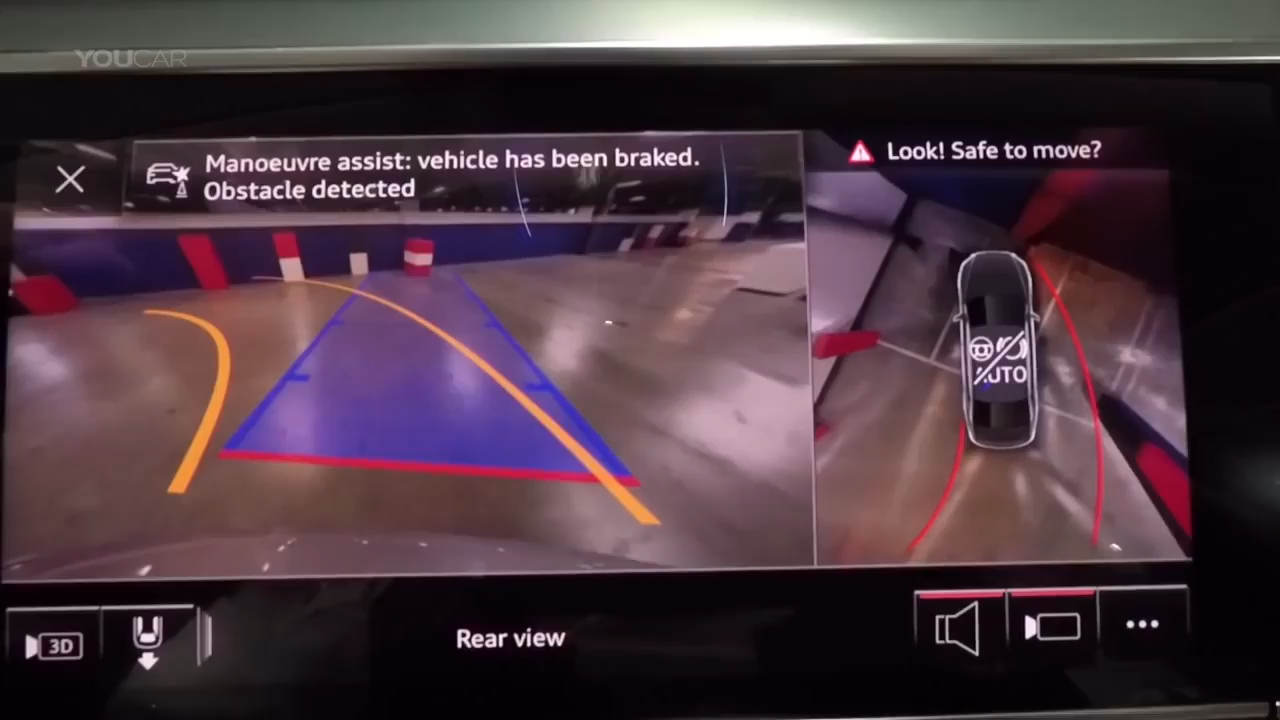 YOUCAR
Manoeuvre assist: vehicle has been braked.
Obstacle detected
Look! Safe to move?
AUTO
3D
Rear view